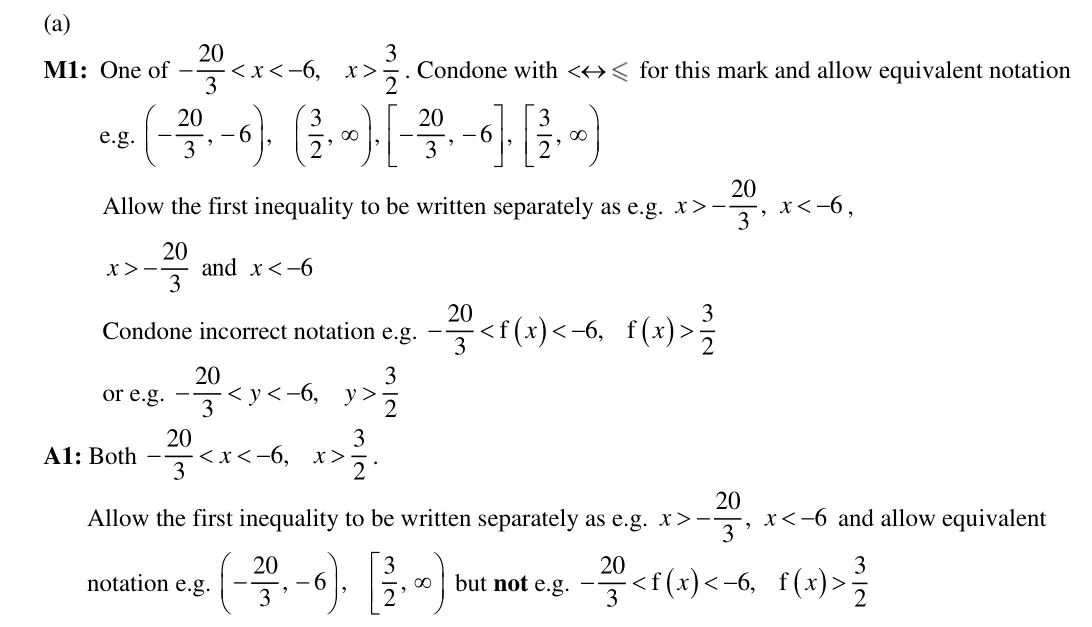 (a)
M1: One of −20/3 < x < −6, x > 3/2 . Condone with < ↔ ⩽ for this mark and allow equivalent notation
e.g. (−20/3, −6), (3/2, ∞), [−20/3, −6], [3/2, ∞)
Allow the first inequality to be written separately as e.g. x > −20/3, x < −6 ,
x > −20/3 and x < −6
Condone incorrect notation e.g. −20/3 < f(x) < −6, f(x) > 3/2
or e.g. −20/3 < y < −6, y > 3/2
A1: Both −20/3 < x < −6, x > 3/2 .
Allow the first inequality to be written separately as e.g. x > −20/3, x < −6 and allow equivalent
notation e.g. (−20/3, −6), [3/2, ∞) but not e.g. −20/3 < f(x) < −6, f(x) > 3/2